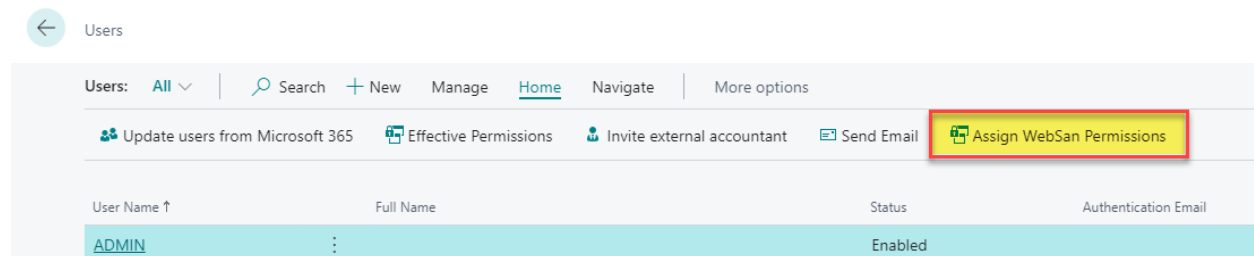 Users
Users: All Search New Manage Home Navigate More options
Update users from Microsoft 365 Effective Permissions Invite external accountant Send Email Assign WebSan Permissions
User Name ↑ Full Name Status Authentication Email
ADMIN Enabled